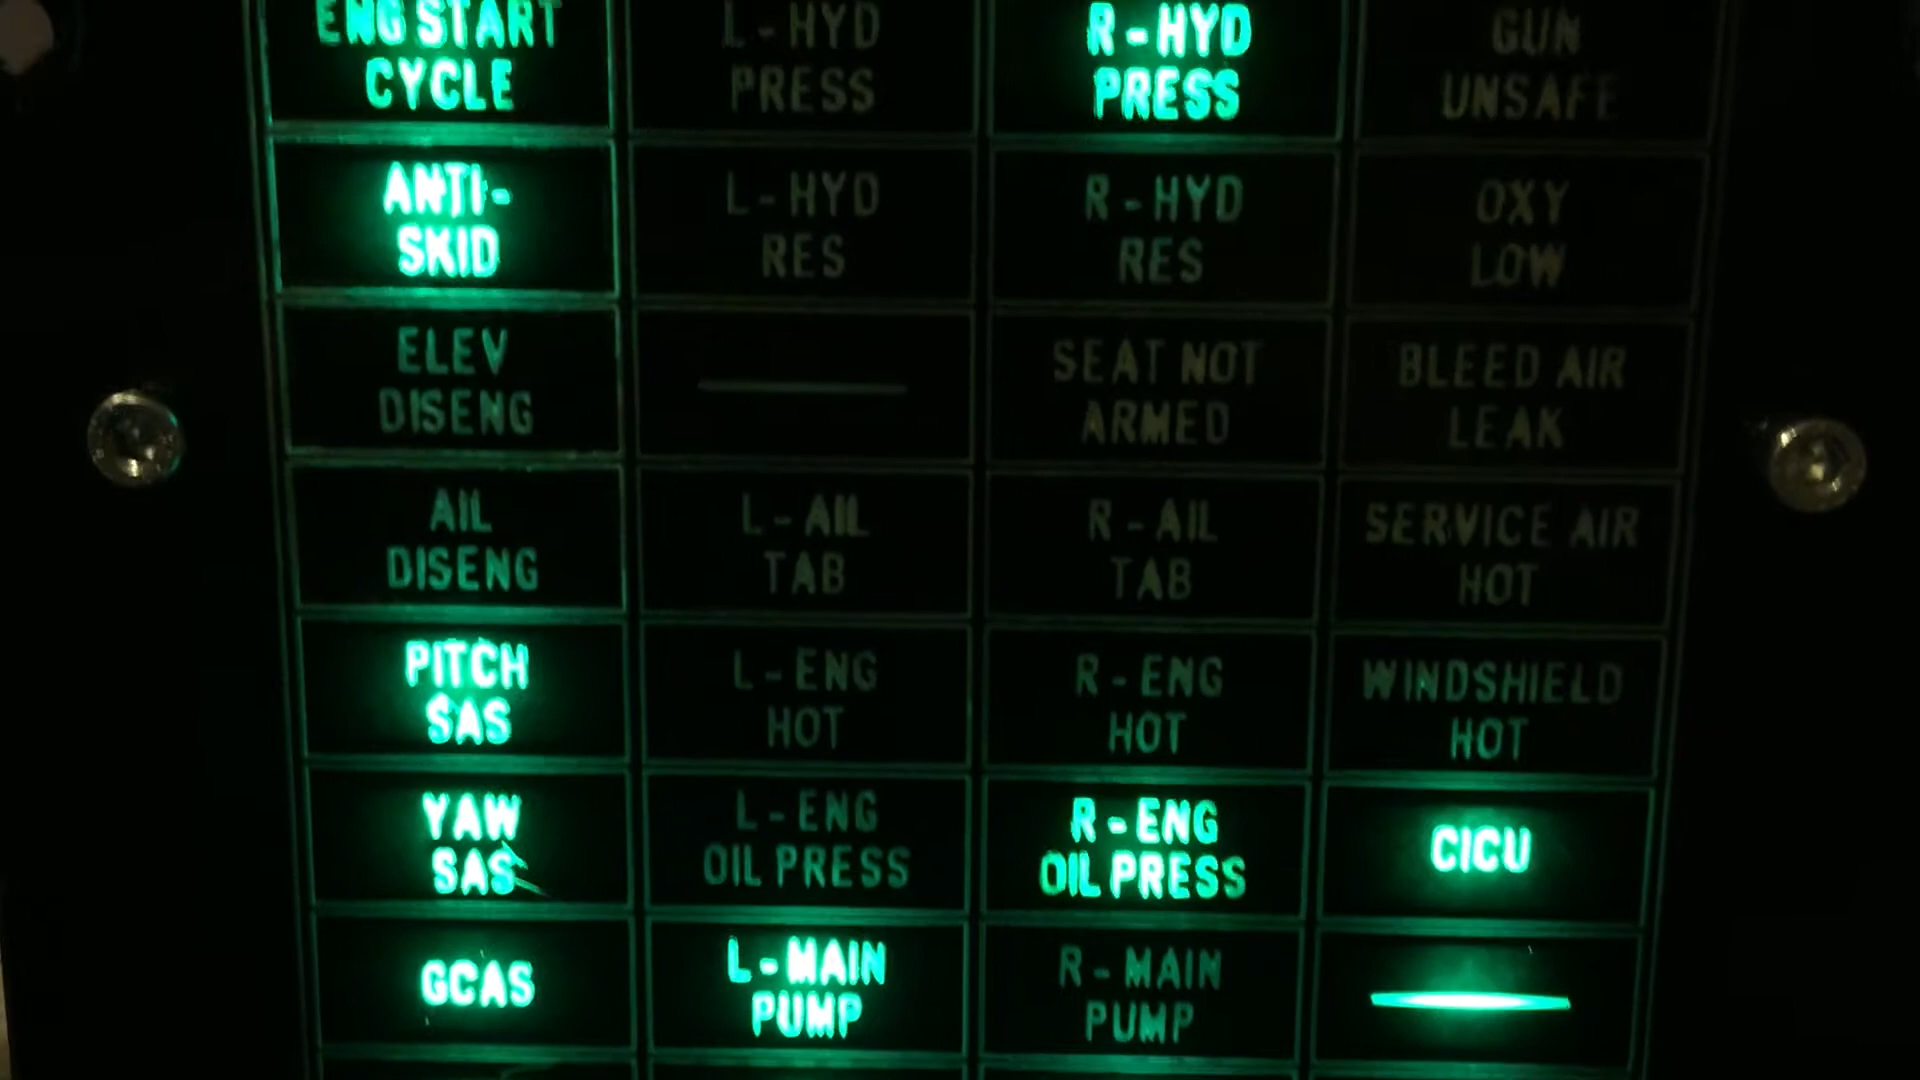 ENG START
CYCLE
L-HYD
PRESS
R-HYD
PRESS
GUN
UNSAFE
ANTI-
SKID
L-HYD
RES
R-HYD
RES
OXY
LOW
ELEV
DISENG
SEAT NOT
ARMED
BLEED AIR
LEAK
AIL
DISENG
L-AIL
TAB
R-AIL
TAB
SERVICE AIR
HOT
PITCH
SAS
L-ENG
HOT
R-ENG
HOT
WINDSHIELD
HOT
YAW
SAS
L-ENG
OIL PRESS
R-ENG
OIL PRESS
CICU
GCAS
L-MAIN
PUMP
R-MAIN
PUMP